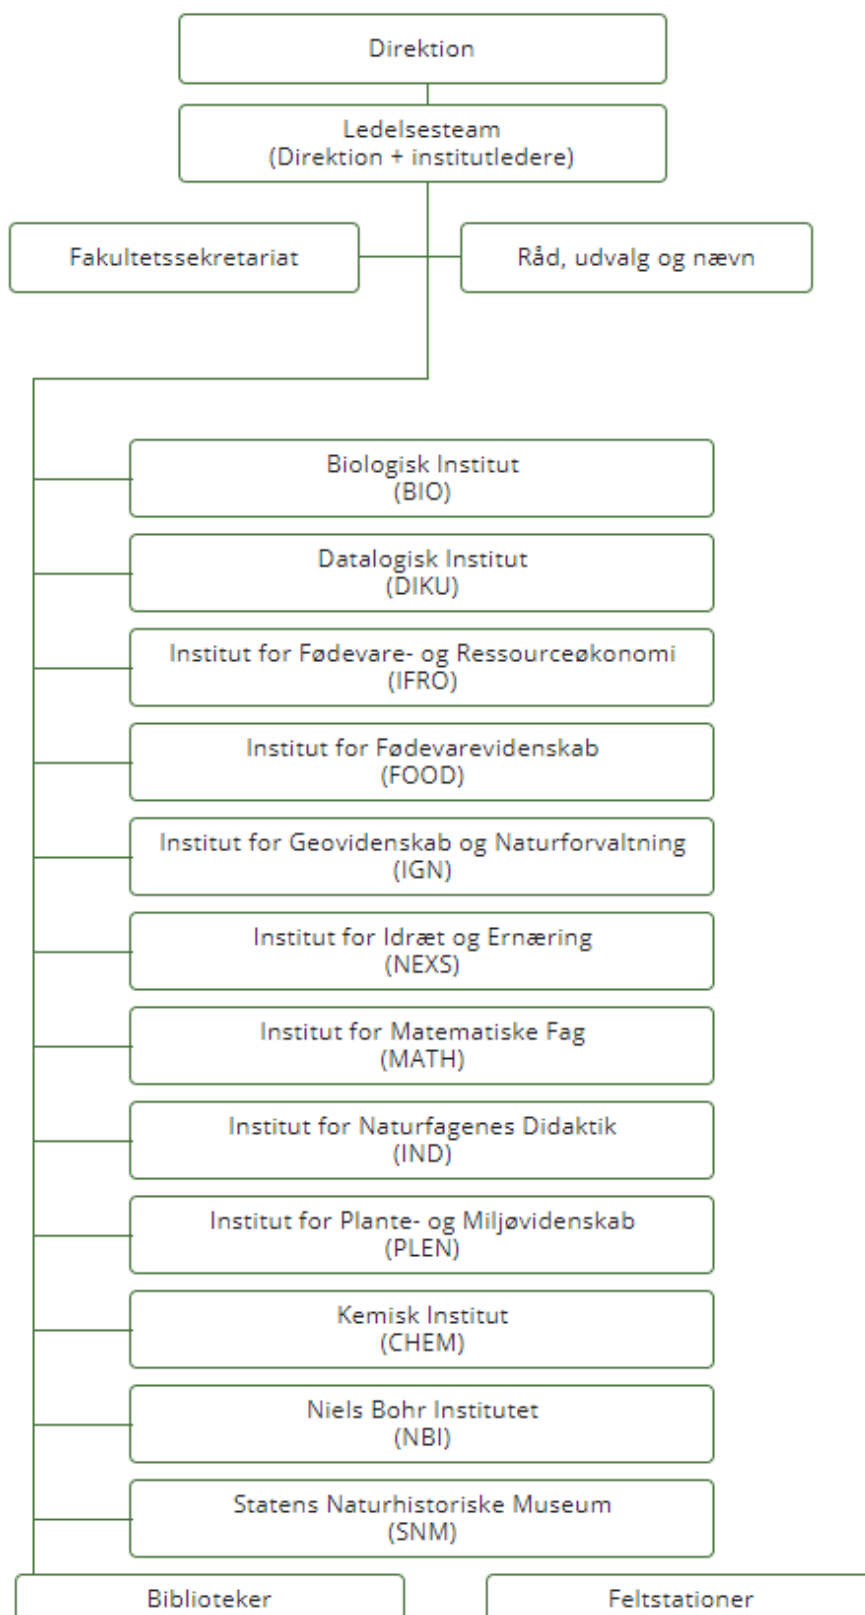 Direktion
Ledelsesteam
(Direktion + institutledere)
Fakultetssekretariat
Råd, udvalg og nævn
Biologisk Institut
(BIO)
Datalogisk Institut
(DIKU)
Institut for Fødevare- og Ressourceøkonomi
(IFRO)
Institut for Fødevarevidenskab
(FOOD)
Institut for Geovidenskab og Naturforvaltning
(IGN)
Institut for Idræt og Ernæring
(NEXS)
Institut for Matematiske Fag
(MATH)
Institut for Naturfagenes Didaktik
(IND)
Institut for Plante- og Miljøvidenskab
(PLEN)
Kemisk Institut
(CHEM)
Niels Bohr Institutet
(NBI)
Statens Naturhistoriske Museum
(SNM)
Biblioteker
Feltstationer